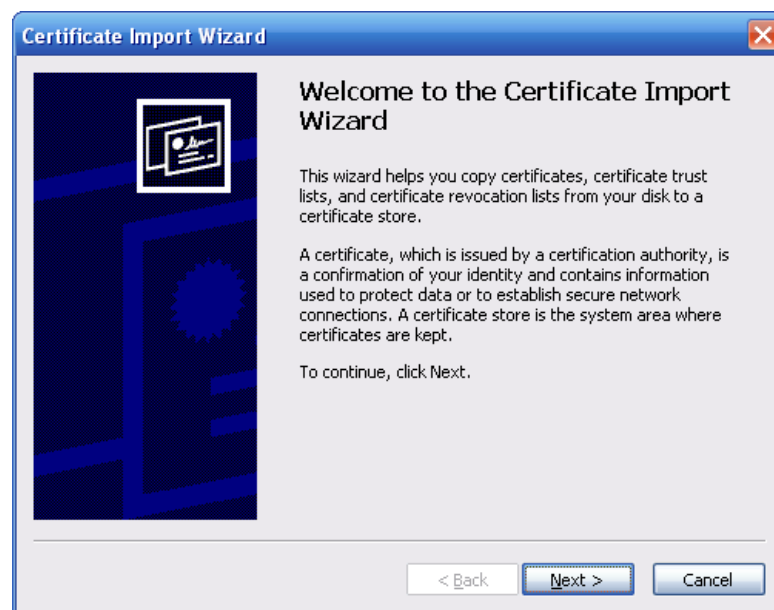 Certificate Import Wizard
Welcome to the Certificate Import
Wizard
This wizard helps you copy certificates, certificate trust
lists, and certificate revocation lists from your disk to a
certificate store.
A certificate, which is issued by a certification authority, is
a confirmation of your identity and contains information
used to protect data or to establish secure network
connections. A certificate store is the system area where
certificates are kept.
To continue, click Next.
< Back
Next >
Cancel